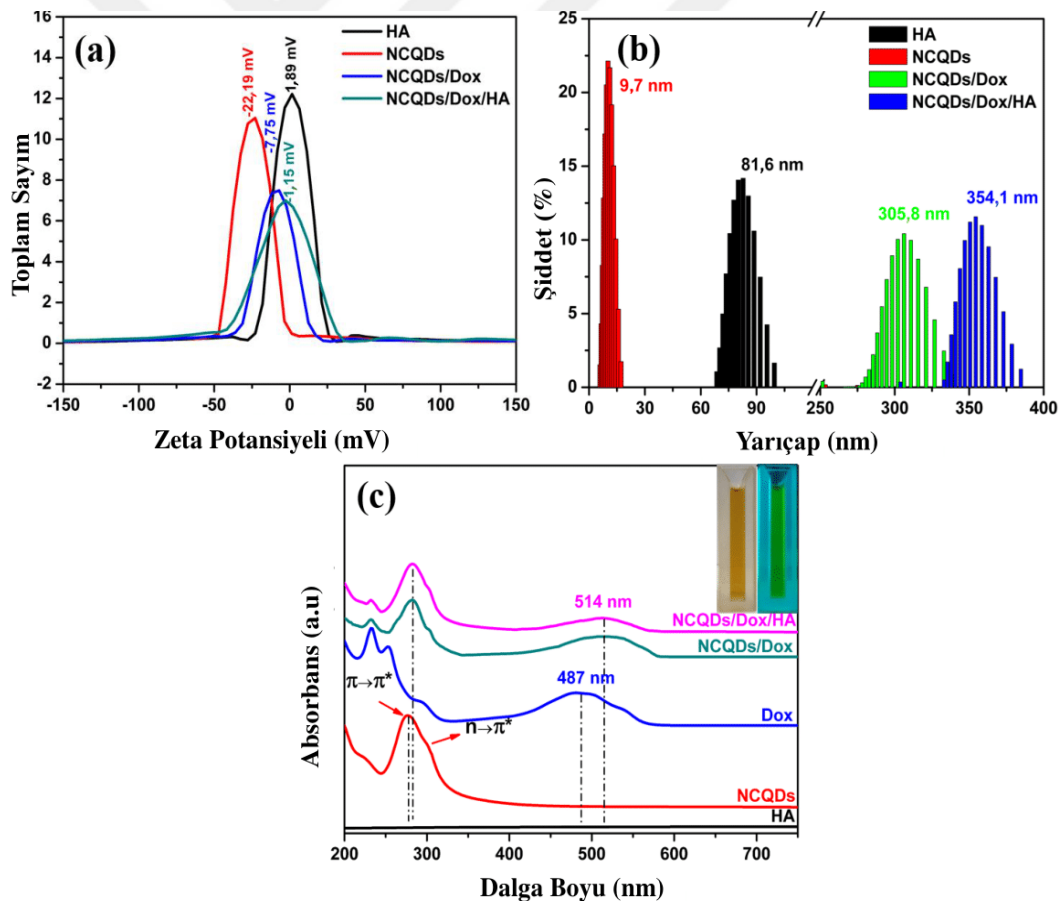 (a)
HA
NCQDs
NCQDs/Dox
NCQDs/Dox/HA
-22,19 mV
-7,75 mV
1,89 mV
-1,15 mV
16
14
12
10
8
6
4
2
0
-2
Toplam Sayım
-150
-100
-50
0
50
100
150
Zeta Potansiyeli (mV)
(b)
HA
NCQDs
NCQDs/Dox
NCQDs/Dox/HA
9,7 nm
81,6 nm
305,8 nm
354,1 nm
25
20
15
10
5
0
Şiddet (%)
0
30
60
90
250
300
350
400
Yarıçap (nm)
(c)
514 nm
NCQDs/Dox/HA
NCQDs/Dox
487 nm
π→π*
Dox
n→π*
NCQDs
HA
Absorbans (a.u)
200
300
400
500
600
700
Dalga Boyu (nm)